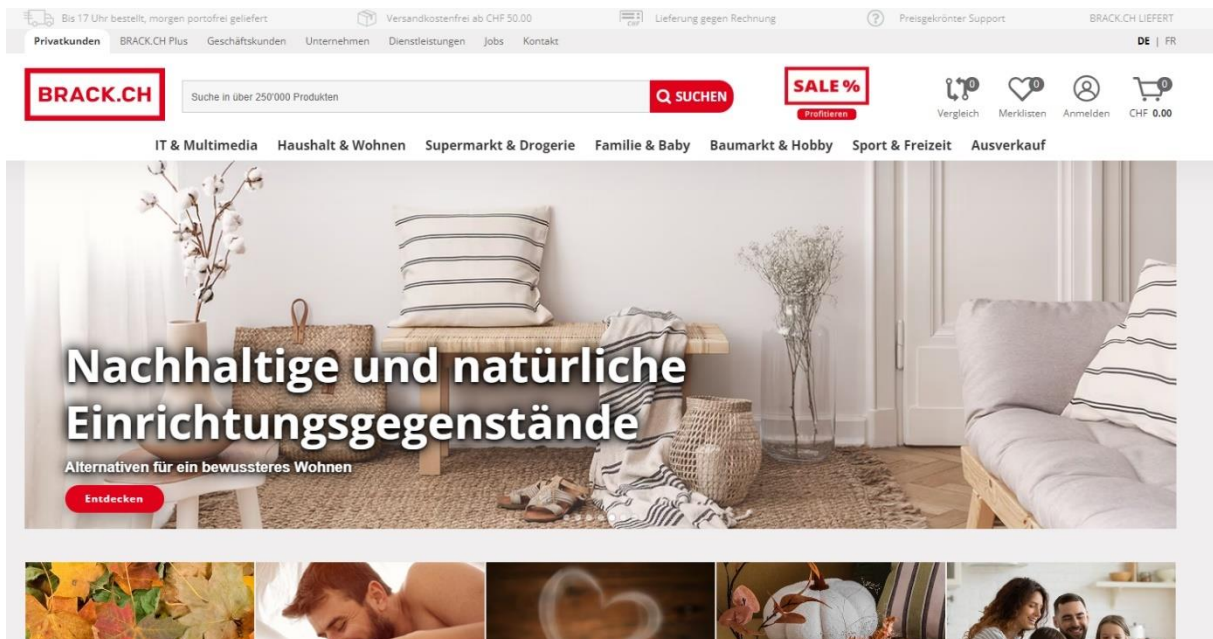 Bis 17 Uhr bestellt, morgen portofrei geliefert
Versandkostenfrei ab CHF 50.00
Lieferung gegen Rechnung
Preisgekrönter Support
BRACK.CH LIEFERT
Privatkunden BRACK.CH Plus Geschäftskunden Unternehmen Dienstleistungen Jobs Kontakt
DE | FR
BRACK.CH
Suche in über 250'000 Produkten
SUCHEN
SALE %
Profitieren
0 0 0
Vergleich Merklisten Anmelden CHF 0.00
IT & Multimedia Haushalt & Wohnen Supermarkt & Drogerie Familie & Baby Baumarkt & Hobby Sport & Freizeit Ausverkauf
Nachhaltige und natürliche
Einrichtungsgegenstände
Alternativen für ein bewussteres Wohnen
Entdecken